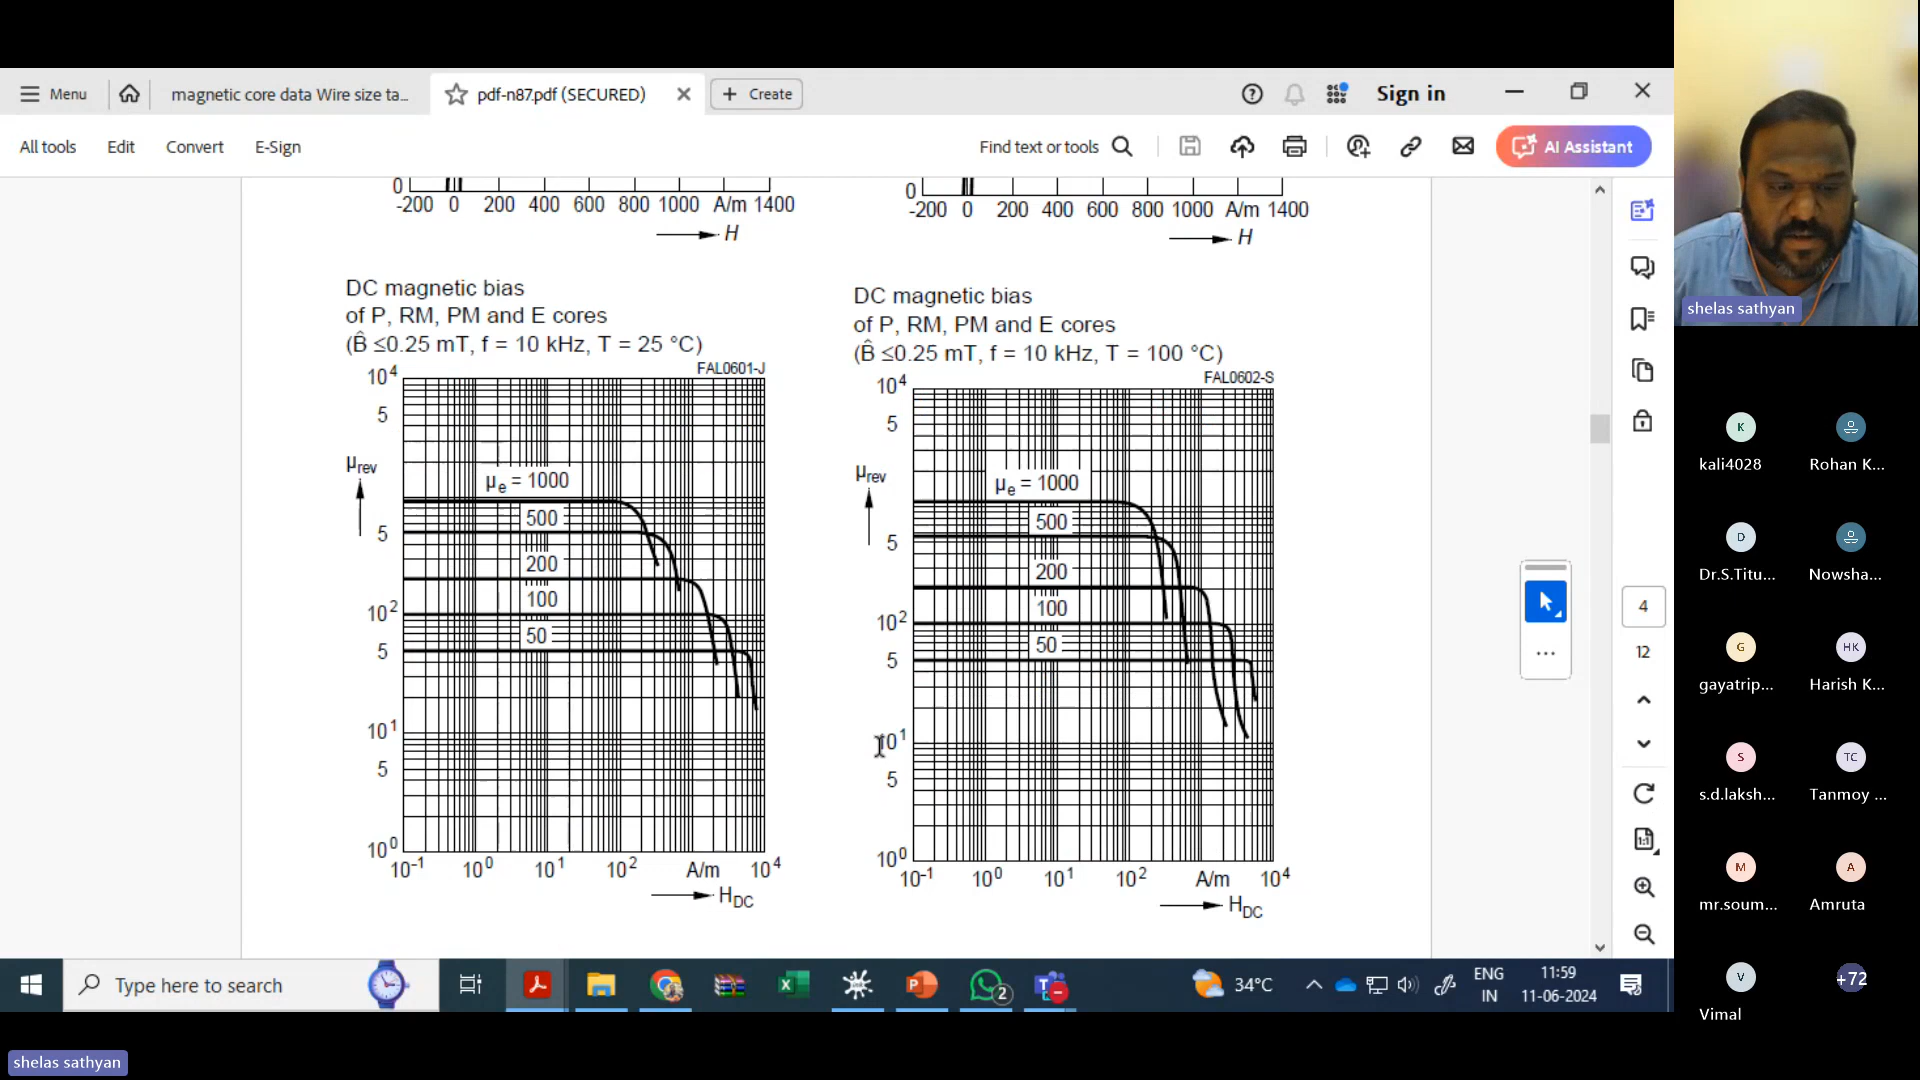 Menu
magnetic core data Wire size ta...
pdf-n87.pdf (SECURED)
Create
Sign in
All tools
Edit
Convert
E-Sign
Find text or tools
AI Assistant
0
-200 0 200 400 600 800 1000 A/m 1400
H
0
-200 0 200 400 600 800 1000 A/m 1400
H
DC magnetic bias
of P, RM, PM and E cores
(B̂ ≤0.25 mT, f = 10 kHz, T = 25 °C)
FAL0601-J
10⁴
5
μrev
μe = 1000
500
5
200
100
10²
50
5
10¹
5
10⁰
10⁻¹ 10⁰ 10¹ 10² A/m 10⁴
HDC
DC magnetic bias
of P, RM, PM and E cores
(B̂ ≤0.25 mT, f = 10 kHz, T = 100 °C)
FAL0602-S
10⁴
5
μrev
μe = 1000
500
5
200
100
10²
50
5
10¹
5
10⁰
10⁻¹ 10⁰ 10¹ 10² A/m 10⁴
HDC
4
12
1:1
Type here to search
2
34°C
ENG
IN
11:59
11-06-2024
shelas sathyan
K
kali4028
Rohan K...
D
Dr.S.Titu...
Nowsha...
G
gayatrip...
HK
Harish K...
S
s.d.laksh...
TC
Tanmoy ...
M
mr.soum...
A
Amruta
V
Vimal
+72
shelas sathyan